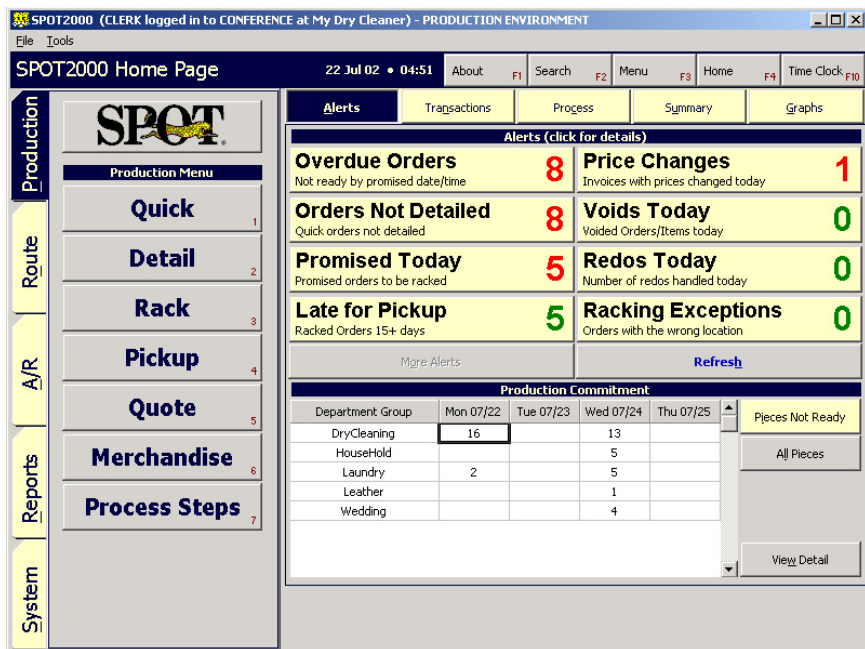 SPOT2000 (CLERK logged in to CONFERENCE at My Dry Cleaner) - PRODUCTION ENVIRONMENT
File Tools
SPOT2000 Home Page 22 Jul 02 • 04:51 About F1 Search F2 Menu F3 Home F4 Time Clock F10
Production
Route
A/R
Reports
System
SPOT
Production Menu
Quick 1
Detail 2
Rack 3
Pickup 4
Quote 5
Merchandise 6
Process Steps 7
Alerts Transactions Process Summary Graphs
Alerts (click for details)
Overdue Orders 8
Not ready by promised date/time
Price Changes 1
Invoices with prices changed today
Orders Not Detailed 8
Quick orders not detailed
Voids Today 0
Voided Orders/Items today
Promised Today 5
Promised orders to be racked
Redos Today 0
Number of redos handled today
Late for Pickup 5
Racked Orders 15+ days
Racking Exceptions 0
Orders with the wrong location
More Alerts Refresh
Production Commitment
Department Group Mon 07/22 Tue 07/23 Wed 07/24 Thu 07/25
DryCleaning 16 13
HouseHold 5
Laundry 2 5
Leather 1
Wedding 4
Pieces Not Ready
All Pieces
View Detail